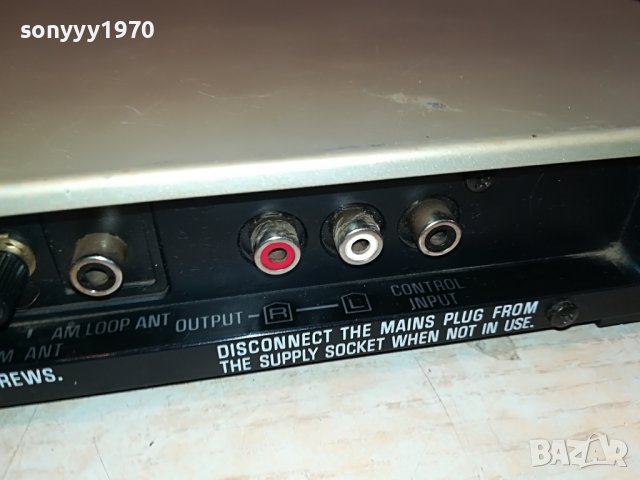 sonyyy1970
AM LOOP ANT OUTPUT R L CONTROL INPUT
M ANT
REWS.
DISCONNECT THE MAINS PLUG FROM
THE SUPPLY SOCKET WHEN NOT IN USE.
BAZAR